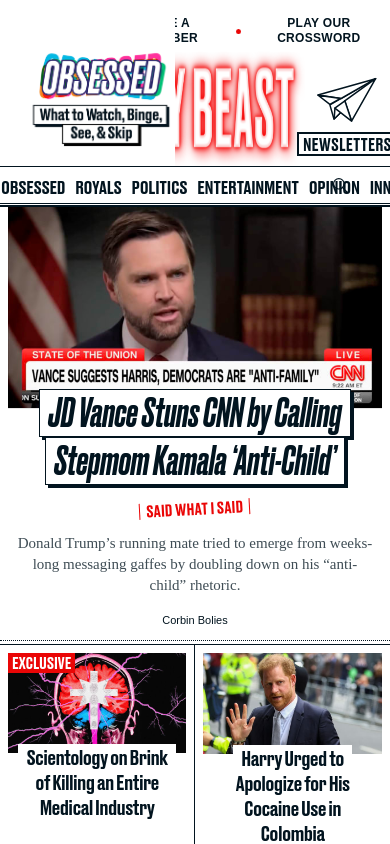 E A
BER
PLAY OUR
CROSSWORD
OBSESSED
What to Watch, Binge,
See, & Skip
Y BEAST
NEWSLETTERS
OBSESSED ROYALS POLITICS ENTERTAINMENT OPINION INN
STATE OF THE UNION
LIVE
VANCE SUGGESTS HARRIS, DEMOCRATS ARE "ANTI-FAMILY"
CNN
9:22 AM ET
JD Vance Stuns CNN by Calling
Stepmom Kamala ‘Anti-Child’
SAID WHAT I SAID
Donald Trump’s running mate tried to emerge from weeks-
long messaging gaffes by doubling down on his “anti-
child” rhetoric.
Corbin Bolies
EXCLUSIVE
Scientology on Brink
of Killing an Entire
Medical Industry
Harry Urged to
Apologize for His
Cocaine Use in
Colombia